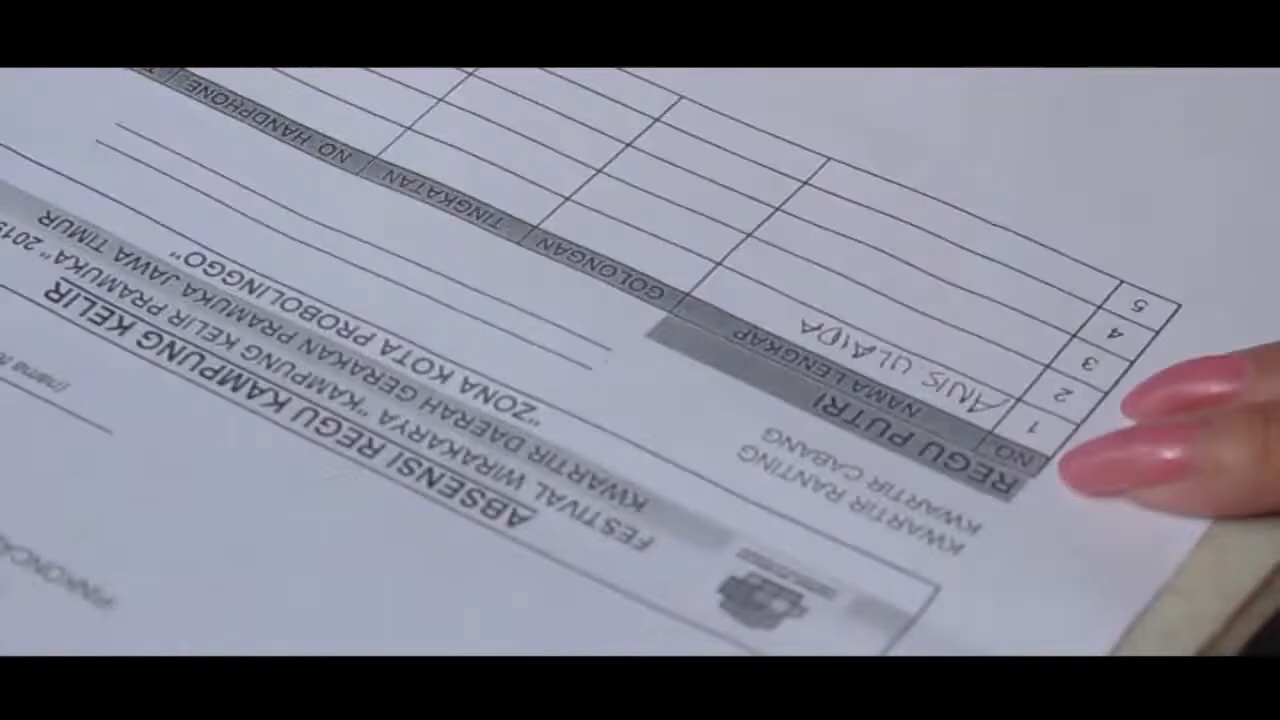 ABSENSI REGU KAMPUNG KELIR
FESTIVAL WIRAKARYA "KAMPUNG KELIR PRAMUKA" 2019
KWARTIR DAERAH GERAKAN PRAMUKA JAWA TIMUR
"ZONA KOTA PROBOLINGGO"
KWARTIR RANTING
KWARTIR CABANG
REGU PUTRI
NO NAMA LENGKAP GOLONGAN TINGKATAN NO HANDPHONE
1 ANIS ULAIDA
2
3
4
5